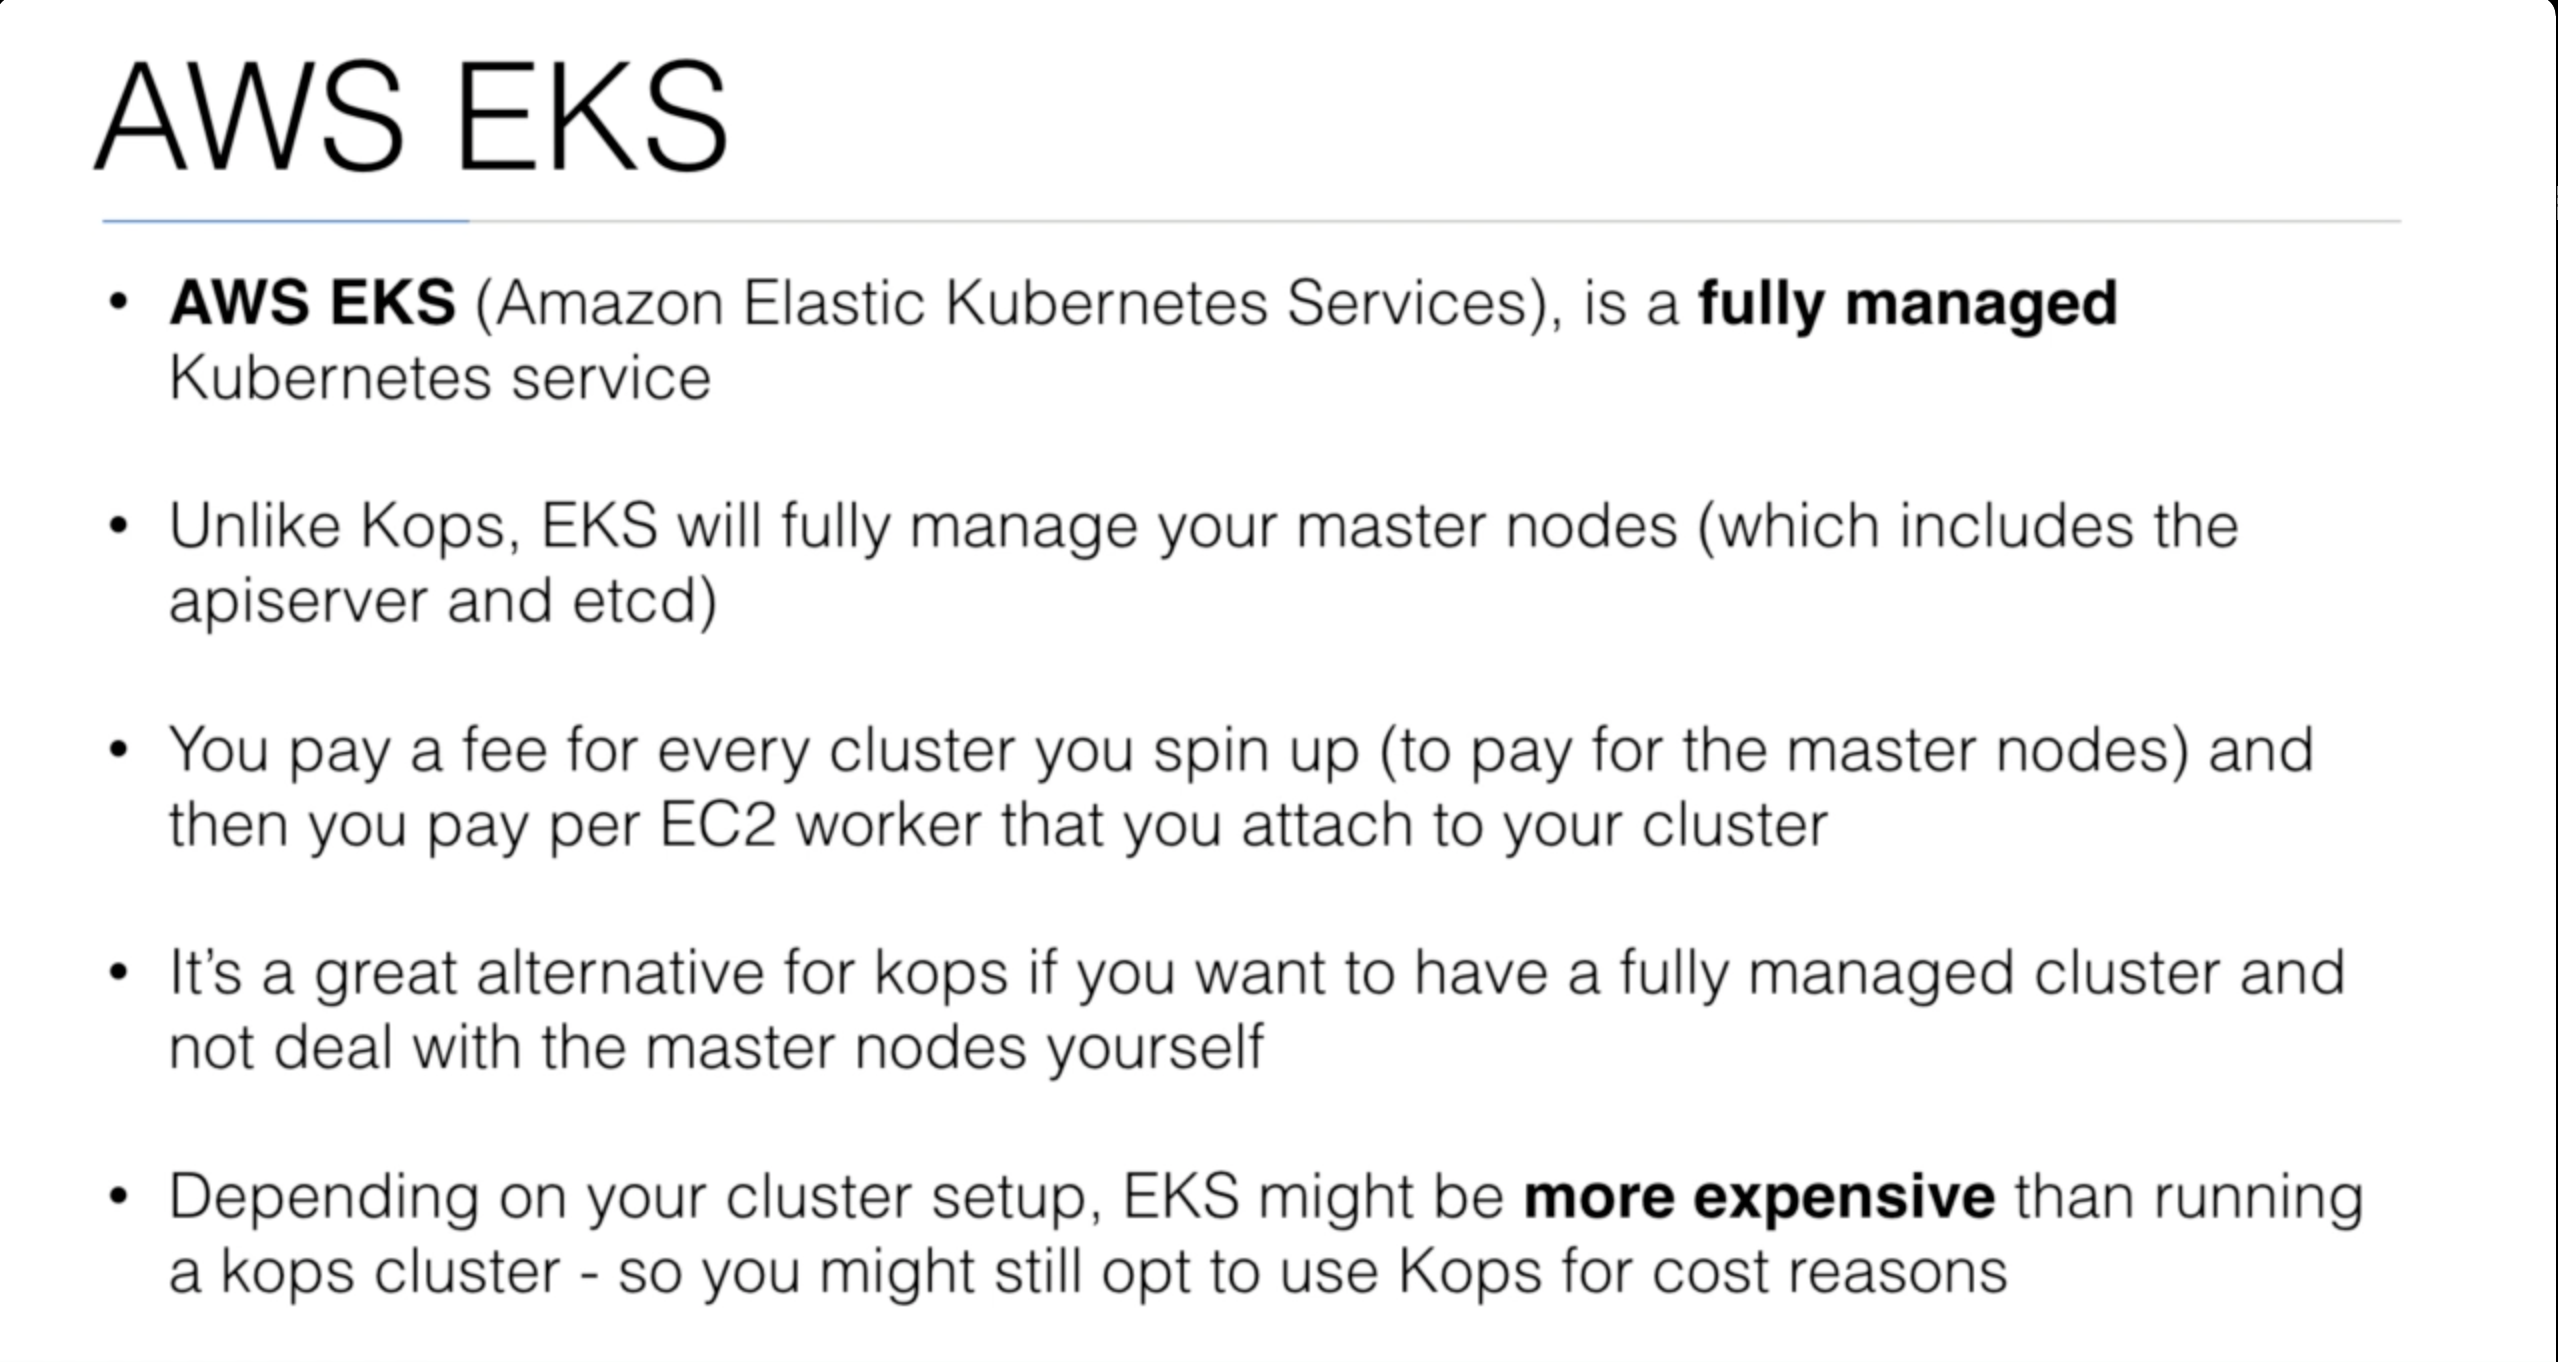 AWS EKS
• AWS EKS (Amazon Elastic Kubernetes Services), is a fully managed
Kubernetes service
• Unlike Kops, EKS will fully manage your master nodes (which includes the
apiserver and etcd)
• You pay a fee for every cluster you spin up (to pay for the master nodes) and
then you pay per EC2 worker that you attach to your cluster
• It’s a great alternative for kops if you want to have a fully managed cluster and
not deal with the master nodes yourself
• Depending on your cluster setup, EKS might be more expensive than running
a kops cluster - so you might still opt to use Kops for cost reasons